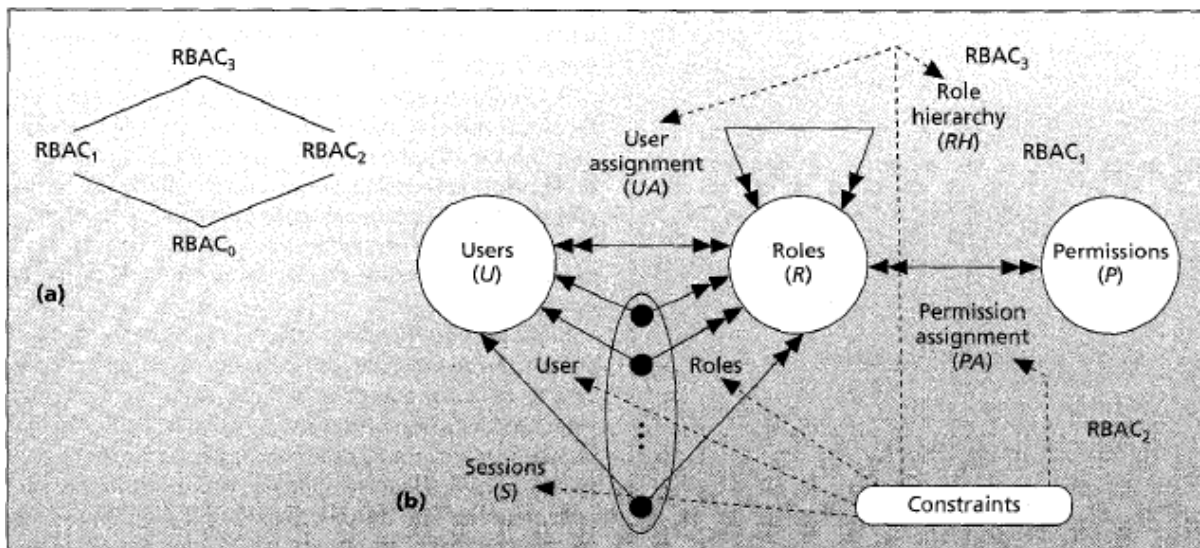 RBAC3
RBAC1
RBAC2
RBAC0
(a)
RBAC3
Role
hierarchy
(RH)
User
assignment
(UA)
RBAC1
Users
(U)
Roles
(R)
Permissions
(P)
Permission
assignment
(PA)
User
Roles
RBAC2
Sessions
(S)
(b)
Constraints